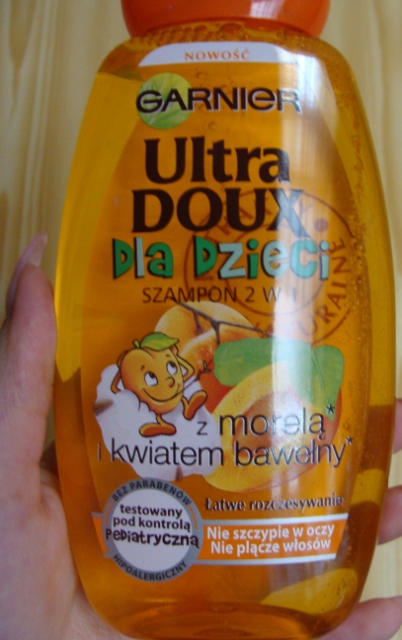 NOWOŚĆ
GARNIER
Ultra
DOUX
Dla Dzieci
SZAMPON 2 W 1
z morelą*
i kwiatem bawełny*
Łatwe rozczesywanie
BEZ PARABENÓW
testowany
pod kontrolą
Pediatryczną
HIPOALERGICZNY
Nie szczypie w oczy
Nie plącze włosów